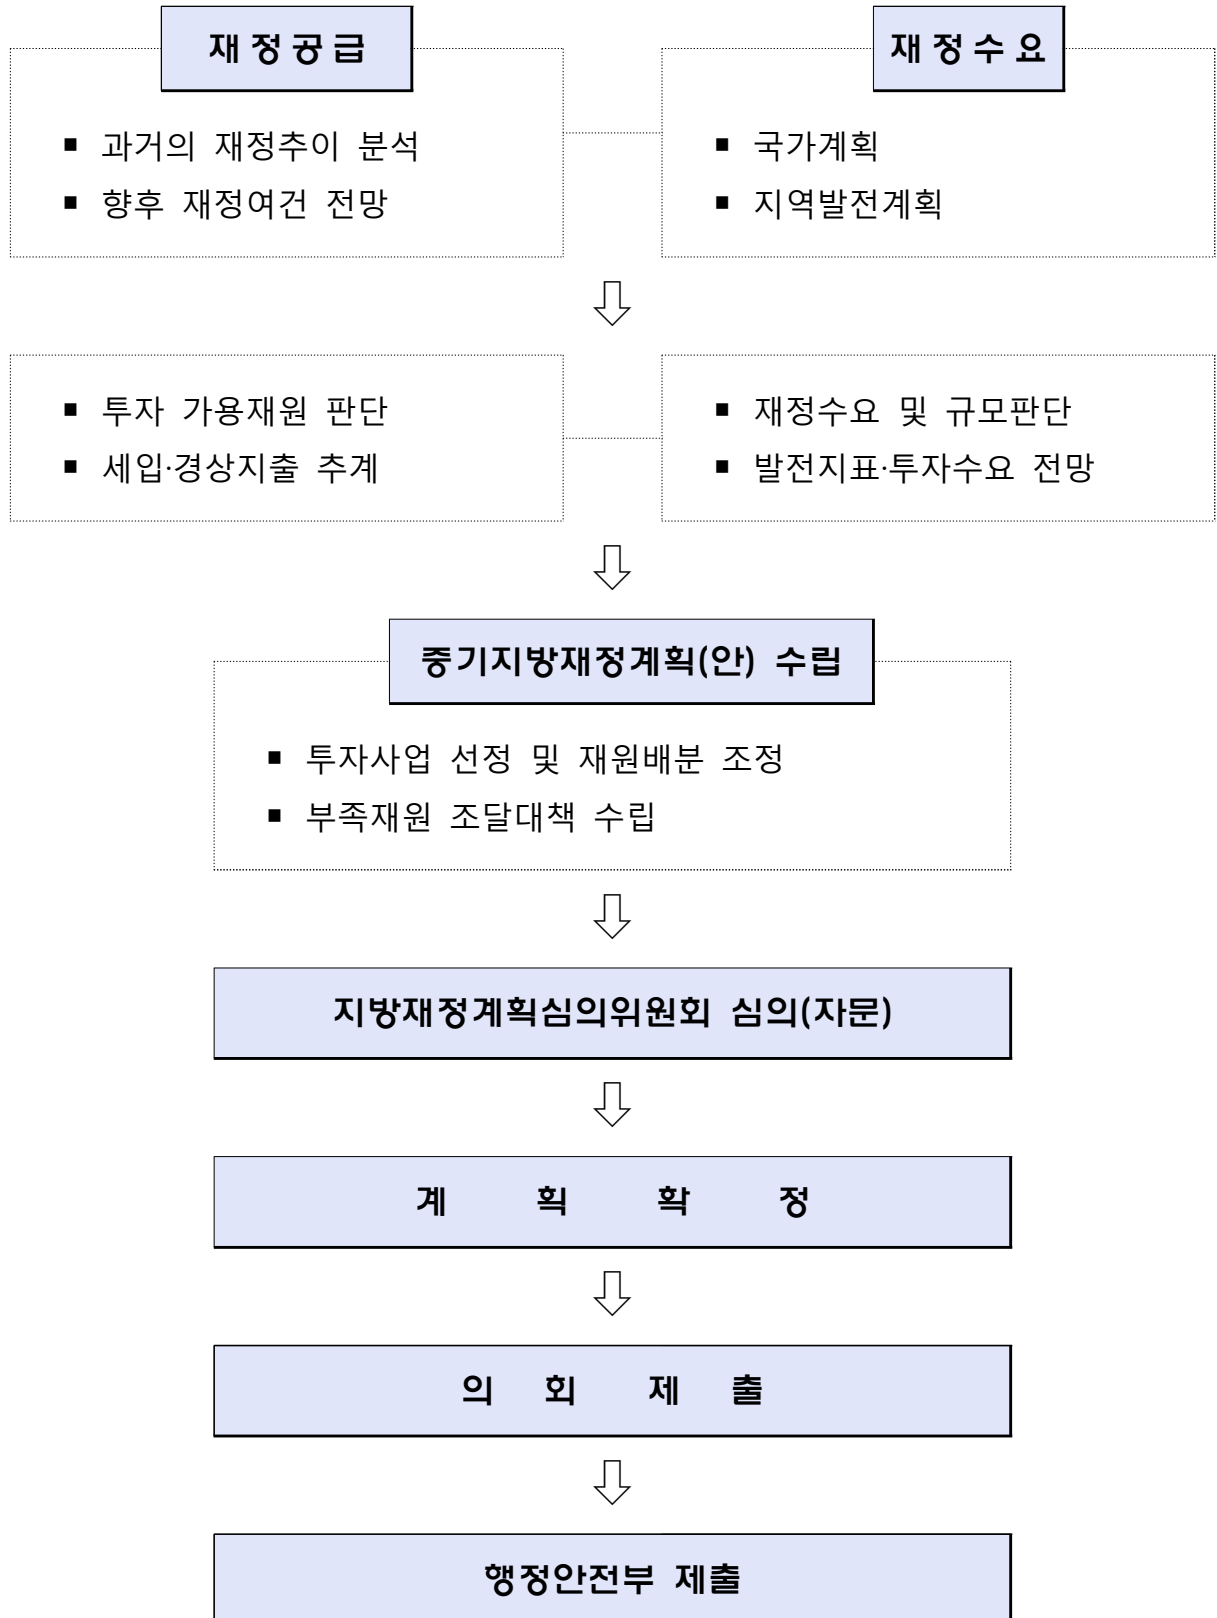 재정공급
■ 과거의 재정추이 분석
■ 향후 재정여건 전망
재정수요
■ 국가계획
■ 지역발전계획
■ 투자 가용재원 판단
■ 세입·경상지출 추계
■ 재정수요 및 규모판단
■ 발전지표·투자수요 전망
중기지방재정계획(안) 수립
■ 투자사업 선정 및 재원배분 조정
■ 부족재원 조달대책 수립
지방재정계획심의위원회 심의(자문)
계 획 확 정
의 회 제 출
행정안전부 제출